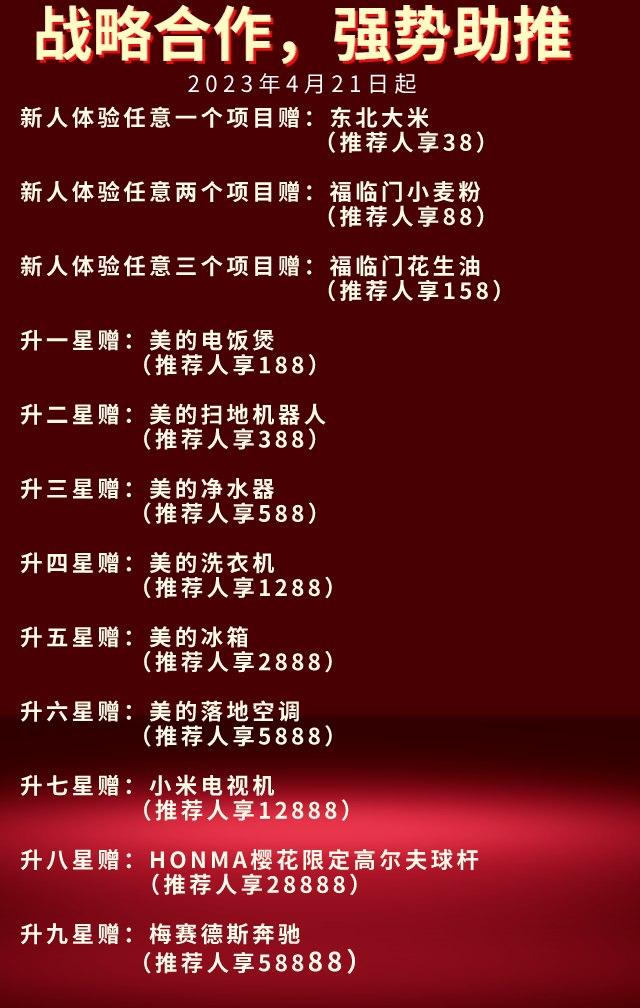 战略合作，强势助推
2023年4月21日起
新人体验任意一个项目赠：东北大米
（推荐人享38）
新人体验任意两个项目赠：福临门小麦粉
（推荐人享88）
新人体验任意三个项目赠：福临门花生油
（推荐人享158）
升一星赠：美的电饭煲
（推荐人享188）
升二星赠：美的扫地机器人
（推荐人享388）
升三星赠：美的净水器
（推荐人享588）
升四星赠：美的洗衣机
（推荐人享1288）
升五星赠：美的冰箱
（推荐人享2888）
升六星赠：美的落地空调
（推荐人享5888）
升七星赠：小米电视机
（推荐人享12888）
升八星赠：HONMA樱花限定高尔夫球杆
（推荐人享28888）
升九星赠：梅赛德斯奔驰
（推荐人享588888）